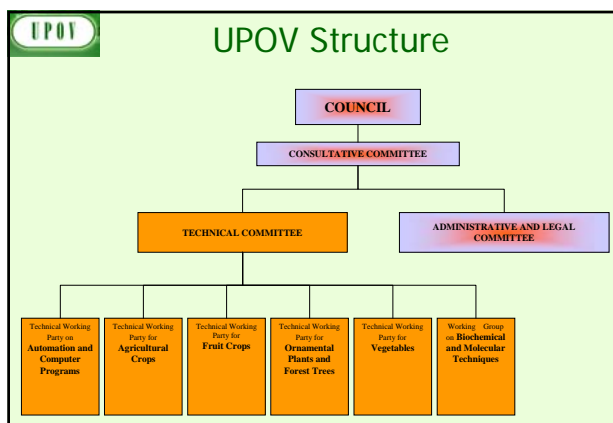 UPOV
UPOV Structure
COUNCIL
CONSULTATIVE COMMITTEE
TECHNICAL COMMITTEE
ADMINISTRATIVE AND LEGAL
COMMITTEE
Technical Working
Party on
Automation and
Computer
Programs
Technical Working
Party for
Agricultural
Crops
Technical Working
Party for
Fruit Crops
Technical Working
Party for
Ornamental
Plants and
Forest Trees
Technical Working
Party for
Vegetables
Working Group
on Biochemical
and Molecular
Techniques